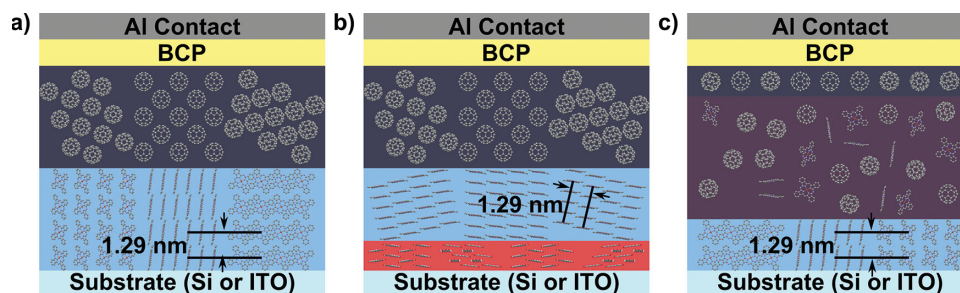 a)
Al Contact
BCP
1.29 nm
Substrate (Si or ITO)
b)
Al Contact
BCP
1.29 nm
Substrate (Si or ITO)
c)
Al Contact
BCP
1.29 nm
Substrate (Si or ITO)